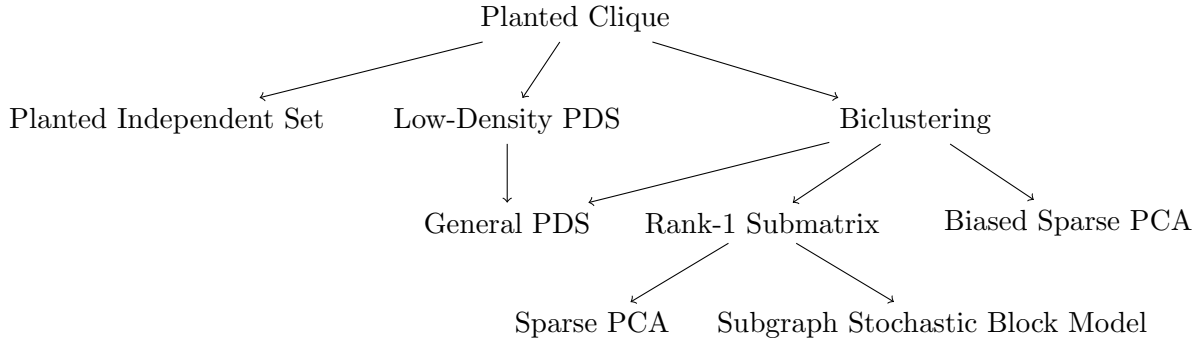 Planted Clique
Planted Independent Set
Low-Density PDS
Biclustering
General PDS
Rank-1 Submatrix
Biased Sparse PCA
Sparse PCA
Subgraph Stochastic Block Model